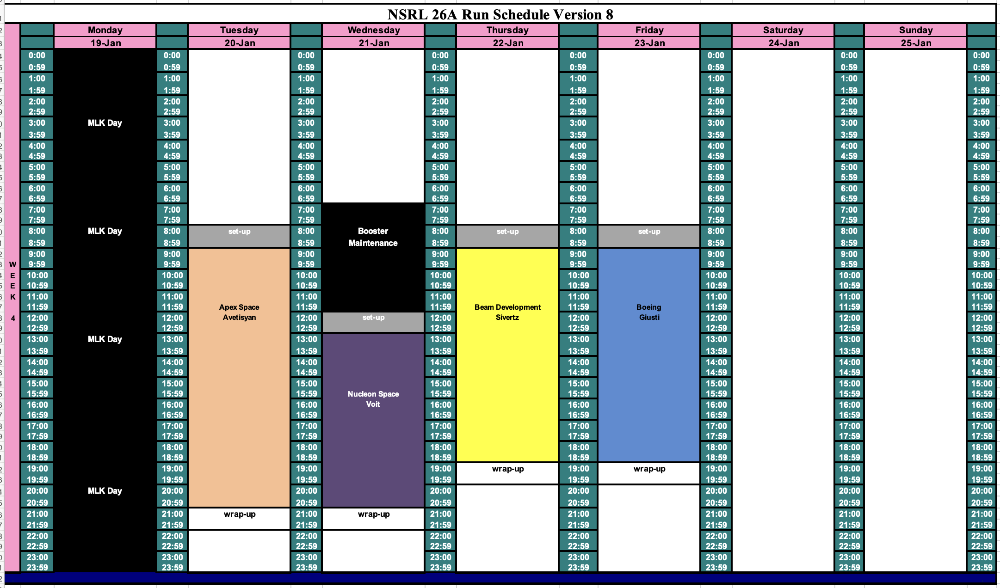 NSRL 26A Run Schedule Version 8
Monday Tuesday Wednesday Thursday Friday Saturday Sunday
19-Jan 20-Jan 21-Jan 22-Jan 23-Jan 24-Jan 25-Jan
0:00 0:00 0:00 0:00 0:00 0:00 0:00 0:00
0:59 0:59 0:59 0:59 0:59 0:59 0:59 0:59
1:00 1:00 1:00 1:00 1:00 1:00 1:00 1:00
1:59 1:59 1:59 1:59 1:59 1:59 1:59 1:59
2:00 2:00 2:00 2:00 2:00 2:00 2:00 2:00
2:59 2:59 2:59 2:59 2:59 2:59 2:59 2:59
3:00 MLK Day 3:00 3:00 3:00 3:00 3:00 3:00 3:00
3:59 3:59 3:59 3:59 3:59 3:59 3:59 3:59
4:00 4:00 4:00 4:00 4:00 4:00 4:00 4:00
4:59 4:59 4:59 4:59 4:59 4:59 4:59 4:59
5:00 5:00 5:00 5:00 5:00 5:00 5:00 5:00
5:59 5:59 5:59 5:59 5:59 5:59 5:59 5:59
6:00 6:00 6:00 6:00 6:00 6:00 6:00 6:00
6:59 6:59 6:59 6:59 6:59 6:59 6:59 6:59
7:00 7:00 7:00 7:00 7:00 7:00 7:00 7:00
7:59 7:59 7:59 7:59 7:59 7:59 7:59 7:59
8:00 MLK Day 8:00 set-up 8:00 Booster 8:00 set-up 8:00 set-up 8:00 8:00 8:00
8:59 8:59 8:59 Maintenance 8:59 8:59 8:59 8:59 8:59
9:00 9:00 9:00 9:00 9:00 9:00 9:00 9:00
W 9:59 9:59 9:59 9:59 9:59 9:59 9:59 9:59
E 10:00 10:00 10:00 10:00 10:00 10:00 10:00 10:00
E 10:59 10:59 10:59 10:59 10:59 10:59 10:59 10:59
K 11:00 11:00 11:00 11:00 11:00 11:00 11:00 11:00
11:59 11:59 Apex Space 11:59 11:59 Beam Development 11:59 Boeing 11:59 11:59 11:59
4 12:00 12:00 Avetisyan 12:00 set-up 12:00 Sivertz 12:00 Giusti 12:00 12:00 12:00
12:59 12:59 12:59 12:59 12:59 12:59 12:59 12:59
13:00 MLK Day 13:00 13:00 13:00 13:00 13:00 13:00 13:00
13:59 13:59 13:59 13:59 13:59 13:59 13:59 13:59
14:00 14:00 14:00 14:00 14:00 14:00 14:00 14:00
14:59 14:59 14:59 14:59 14:59 14:59 14:59 14:59
15:00 15:00 15:00 15:00 15:00 15:00 15:00 15:00
15:59 15:59 15:59 Nucleon Space 15:59 15:59 15:59 15:59 15:59
16:00 16:00 16:00 Voit 16:00 16:00 16:00 16:00 16:00
16:59 16:59 16:59 16:59 16:59 16:59 16:59 16:59
17:00 17:00 17:00 17:00 17:00 17:00 17:00 17:00
17:59 17:59 17:59 17:59 17:59 17:59 17:59 17:59
18:00 18:00 18:00 18:00 18:00 18:00 18:00 18:00
18:59 18:59 18:59 18:59 18:59 18:59 18:59 18:59
19:00 19:00 19:00 19:00 wrap-up 19:00 wrap-up 19:00 19:00 19:00
19:59 19:59 19:59 19:59 19:59 19:59 19:59 19:59
20:00 MLK Day 20:00 20:00 20:00 20:00 20:00 20:00 20:00
20:59 20:59 20:59 20:59 20:59 20:59 20:59 20:59
21:00 21:00 wrap-up 21:00 wrap-up 21:00 21:00 21:00 21:00 21:00
21:59 21:59 21:59 21:59 21:59 21:59 21:59 21:59
22:00 22:00 22:00 22:00 22:00 22:00 22:00 22:00
22:59 22:59 22:59 22:59 22:59 22:59 22:59 22:59
23:00 23:00 23:00 23:00 23:00 23:00 23:00 23:00
23:59 23:59 23:59 23:59 23:59 23:59 23:59 23:59